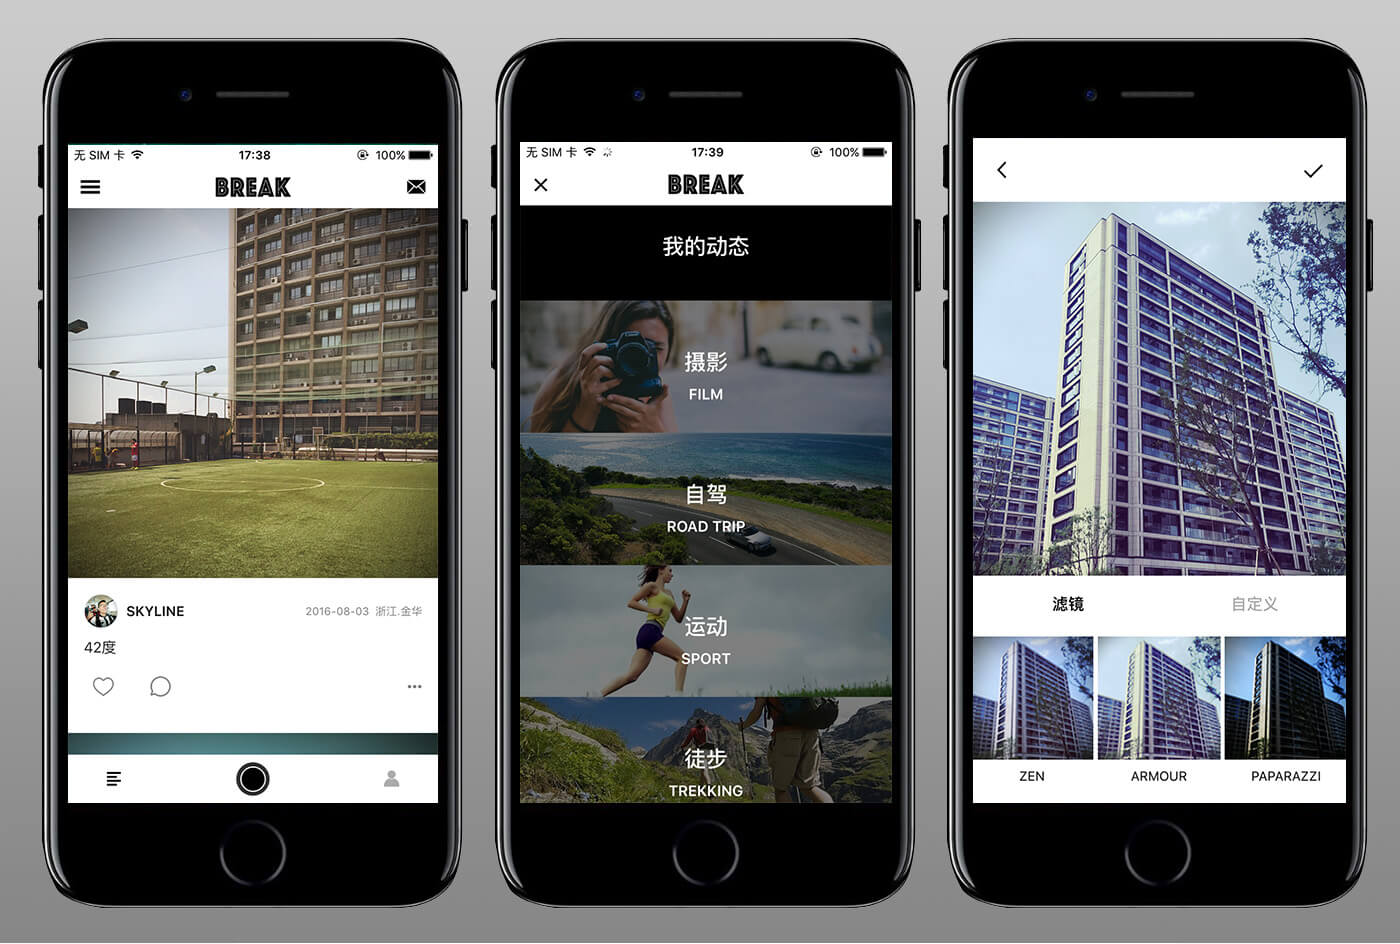 无 SIM 卡
17:38
100%
BREAK
SKYLINE
2016-08-03 浙江.金华
42度
无 SIM 卡
17:39
100%
BREAK
我的动态
摄影
FILM
自驾
ROAD TRIP
运动
SPORT
徒步
TREKKING
滤镜
自定义
ZEN
ARMOUR
PAPARAZZI